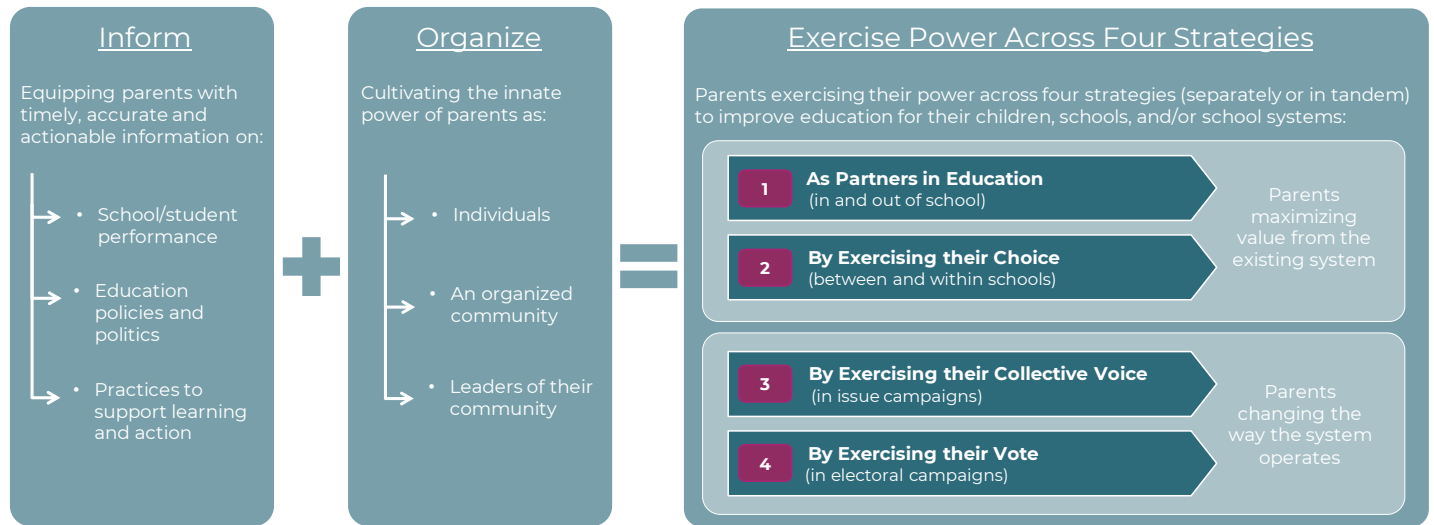 Inform
Equipping parents with
timely, accurate and
actionable information on:
• School/student
performance
• Education
policies and
politics
• Practices to
support learning
and action
Organize
Cultivating the innate
power of parents as:
• Individuals
• An organized
community
• Leaders of their
community
Exercise Power Across Four Strategies
Parents exercising their power across four strategies (separately or in tandem)
to improve education for their children, schools, and/or school systems:
1
As Partners in Education
(in and out of school)
2
By Exercising their Choice
(between and within schools)
Parents
maximizing
value from the
existing system
3
By Exercising their Collective Voice
(in issue campaigns)
4
By Exercising their Vote
(in electoral campaigns)
Parents
changing the
way the system
operates